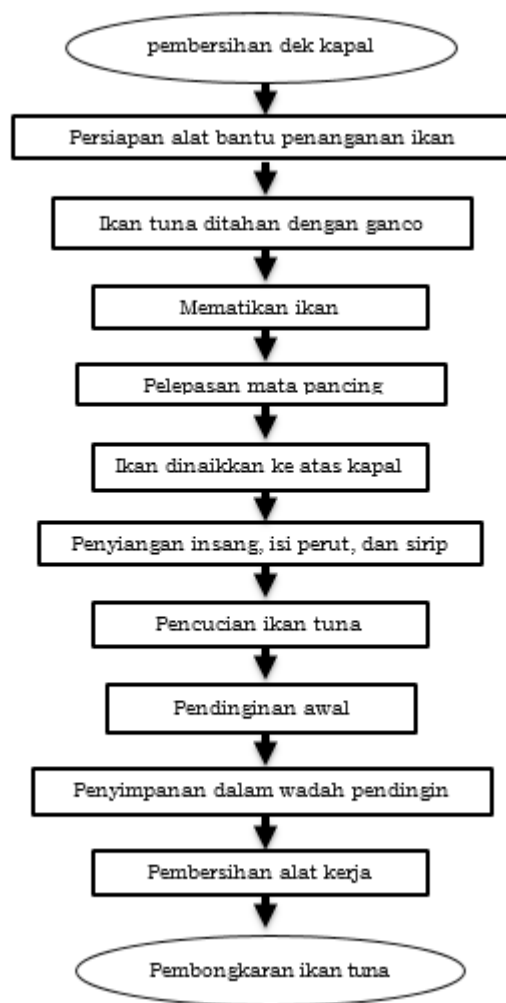 pembersihan dek kapal
Persiapan alat bantu penanganan ikan
Ikan tuna ditahan dengan ganco
Mematikan ikan
Pelepasan mata pancing
Ikan dinaikkan ke atas kapal
Penyiangan insang, isi perut, dan sirip
Pencucian ikan tuna
Pendinginan awal
Penyimpanan dalam wadah pendingin
Pembersihan alat kerja
Pembongkaran ikan tuna